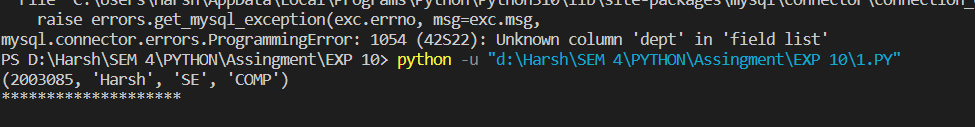 File "C:\Users\Harsh\AppData\Local\Programs\Python\Python310\lib\site-packages\mysql\connector\connection_
raise errors.get_mysql_exception(exc.errno, msg=exc.msg,
mysql.connector.errors.ProgrammingError: 1054 (42S22): Unknown column 'dept' in 'field list'
PS D:\Harsh\SEM 4\PYTHON\Assingment\EXP 10> python -u "d:\Harsh\SEM 4\PYTHON\Assingment\EXP 10\1.PY"
(2003085, 'Harsh', 'SE', 'COMP')
********************